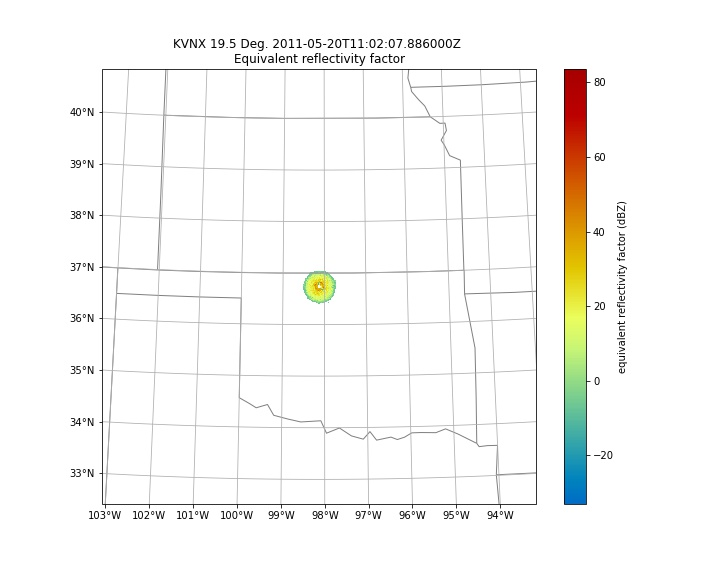 KVNX 19.5 Deg. 2011-05-20T11:02:07.886000Z
Equivalent reflectivity factor
40°N
39°N
38°N
37°N
36°N
35°N
34°N
33°N
103°W 102°W 101°W 100°W 99°W 98°W 97°W 96°W 95°W 94°W
80
60
40
20
0
−20
equivalent reflectivity factor (dBZ)